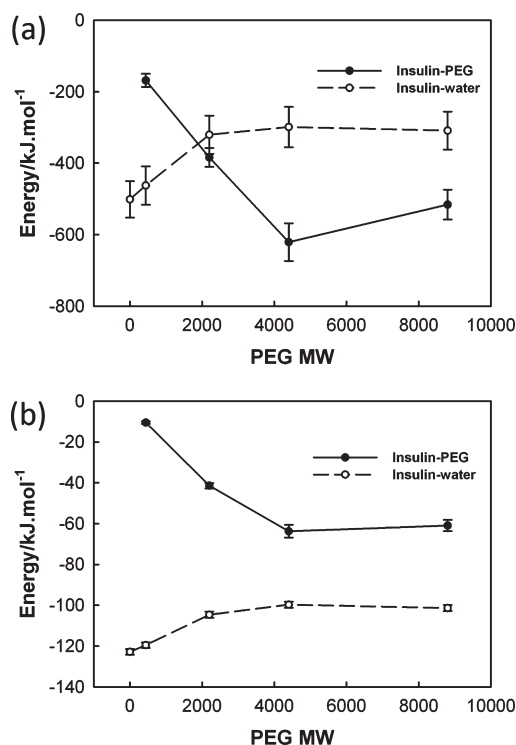 (a)
0
-200
-400
-600
-800
Energy/kJ.mol⁻¹
Insulin-PEG
Insulin-water
0 2000 4000 6000 8000 10000
PEG MW
(b)
0
-20
-40
-60
-80
-100
-120
-140
Energy/kJ.mol⁻¹
Insulin-PEG
Insulin-water
0 2000 4000 6000 8000 10000
PEG MW